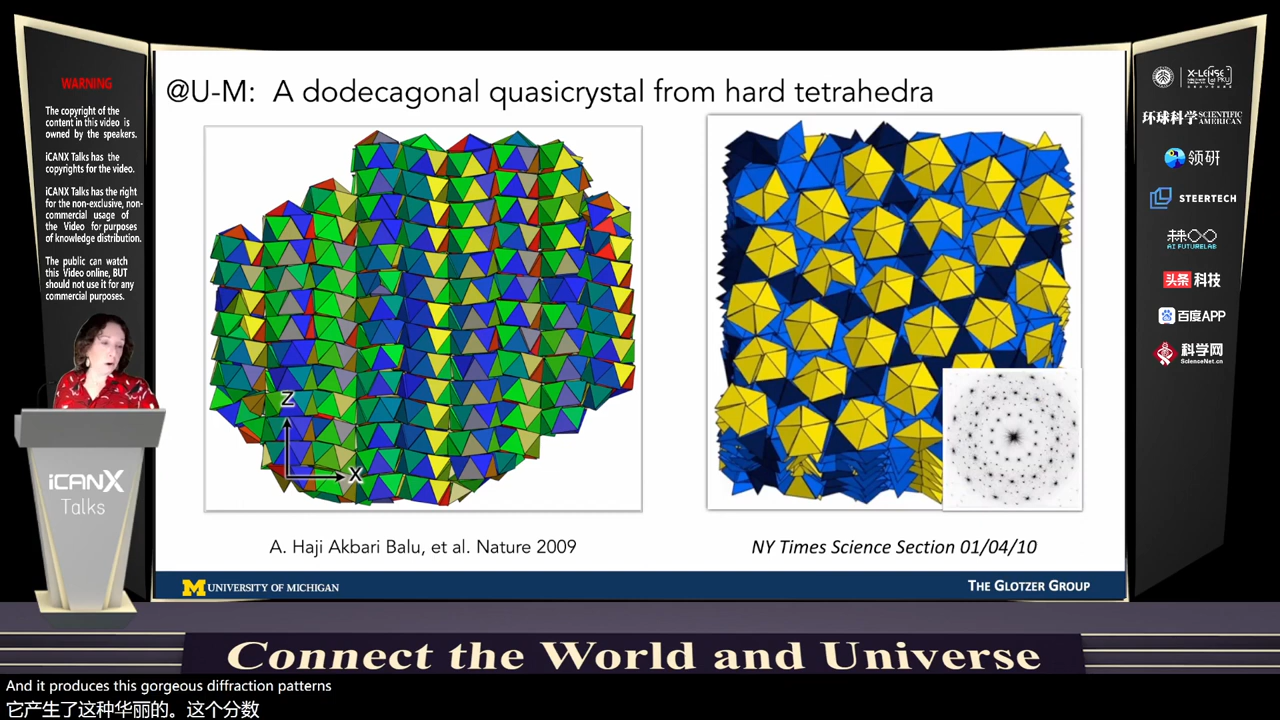 WARNING
The copyright of the
content in this video is
owned by the speakers.
iCANX Talks has the
copyrights for the video.
iCANX Talks has the right
for the non-exclusive, non-
commercial usage of
the Video for purposes
of knowledge distribution.
The public can watch
this Video online, BUT
should not use it for any
commercial purposes.
iCANX
Talks
@U-M: A dodecagonal quasicrystal from hard tetrahedra
Z
X
A. Haji Akbari Balu, et al. Nature 2009
NY Times Science Section 01/04/10
M UNIVERSITY OF MICHIGAN
THE GLOTZER GROUP
环球科学 SCIENTIFIC AMERICAN
领研
STEERTECH
AI FUTURELAB
头条 科技
百度APP
科学网
ScienceNet.cn
Connect the World and Universe
And it produces this gorgeous diffraction patterns
它产生了这种华丽的。这个分数